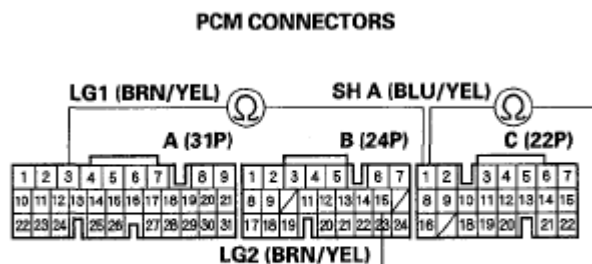 PCM CONNECTORS
LG1 (BRN/YEL) Ω SH A (BLU/YEL) Ω
A (31P) B (24P) C (22P)
1 2 3 4 5 6 7 8 9 1 2 3 4 5 6 7 1 2 3 4 5 6 7
10 11 12 13 14 15 16 17 18 19 20 21 8 9 11 12 13 14 15 8 9 10 11 12 13 14 15
22 23 24 25 26 27 28 29 30 31 17 18 19 20 21 22 23 24 16 18 19 20 21 22
LG2 (BRN/YEL)